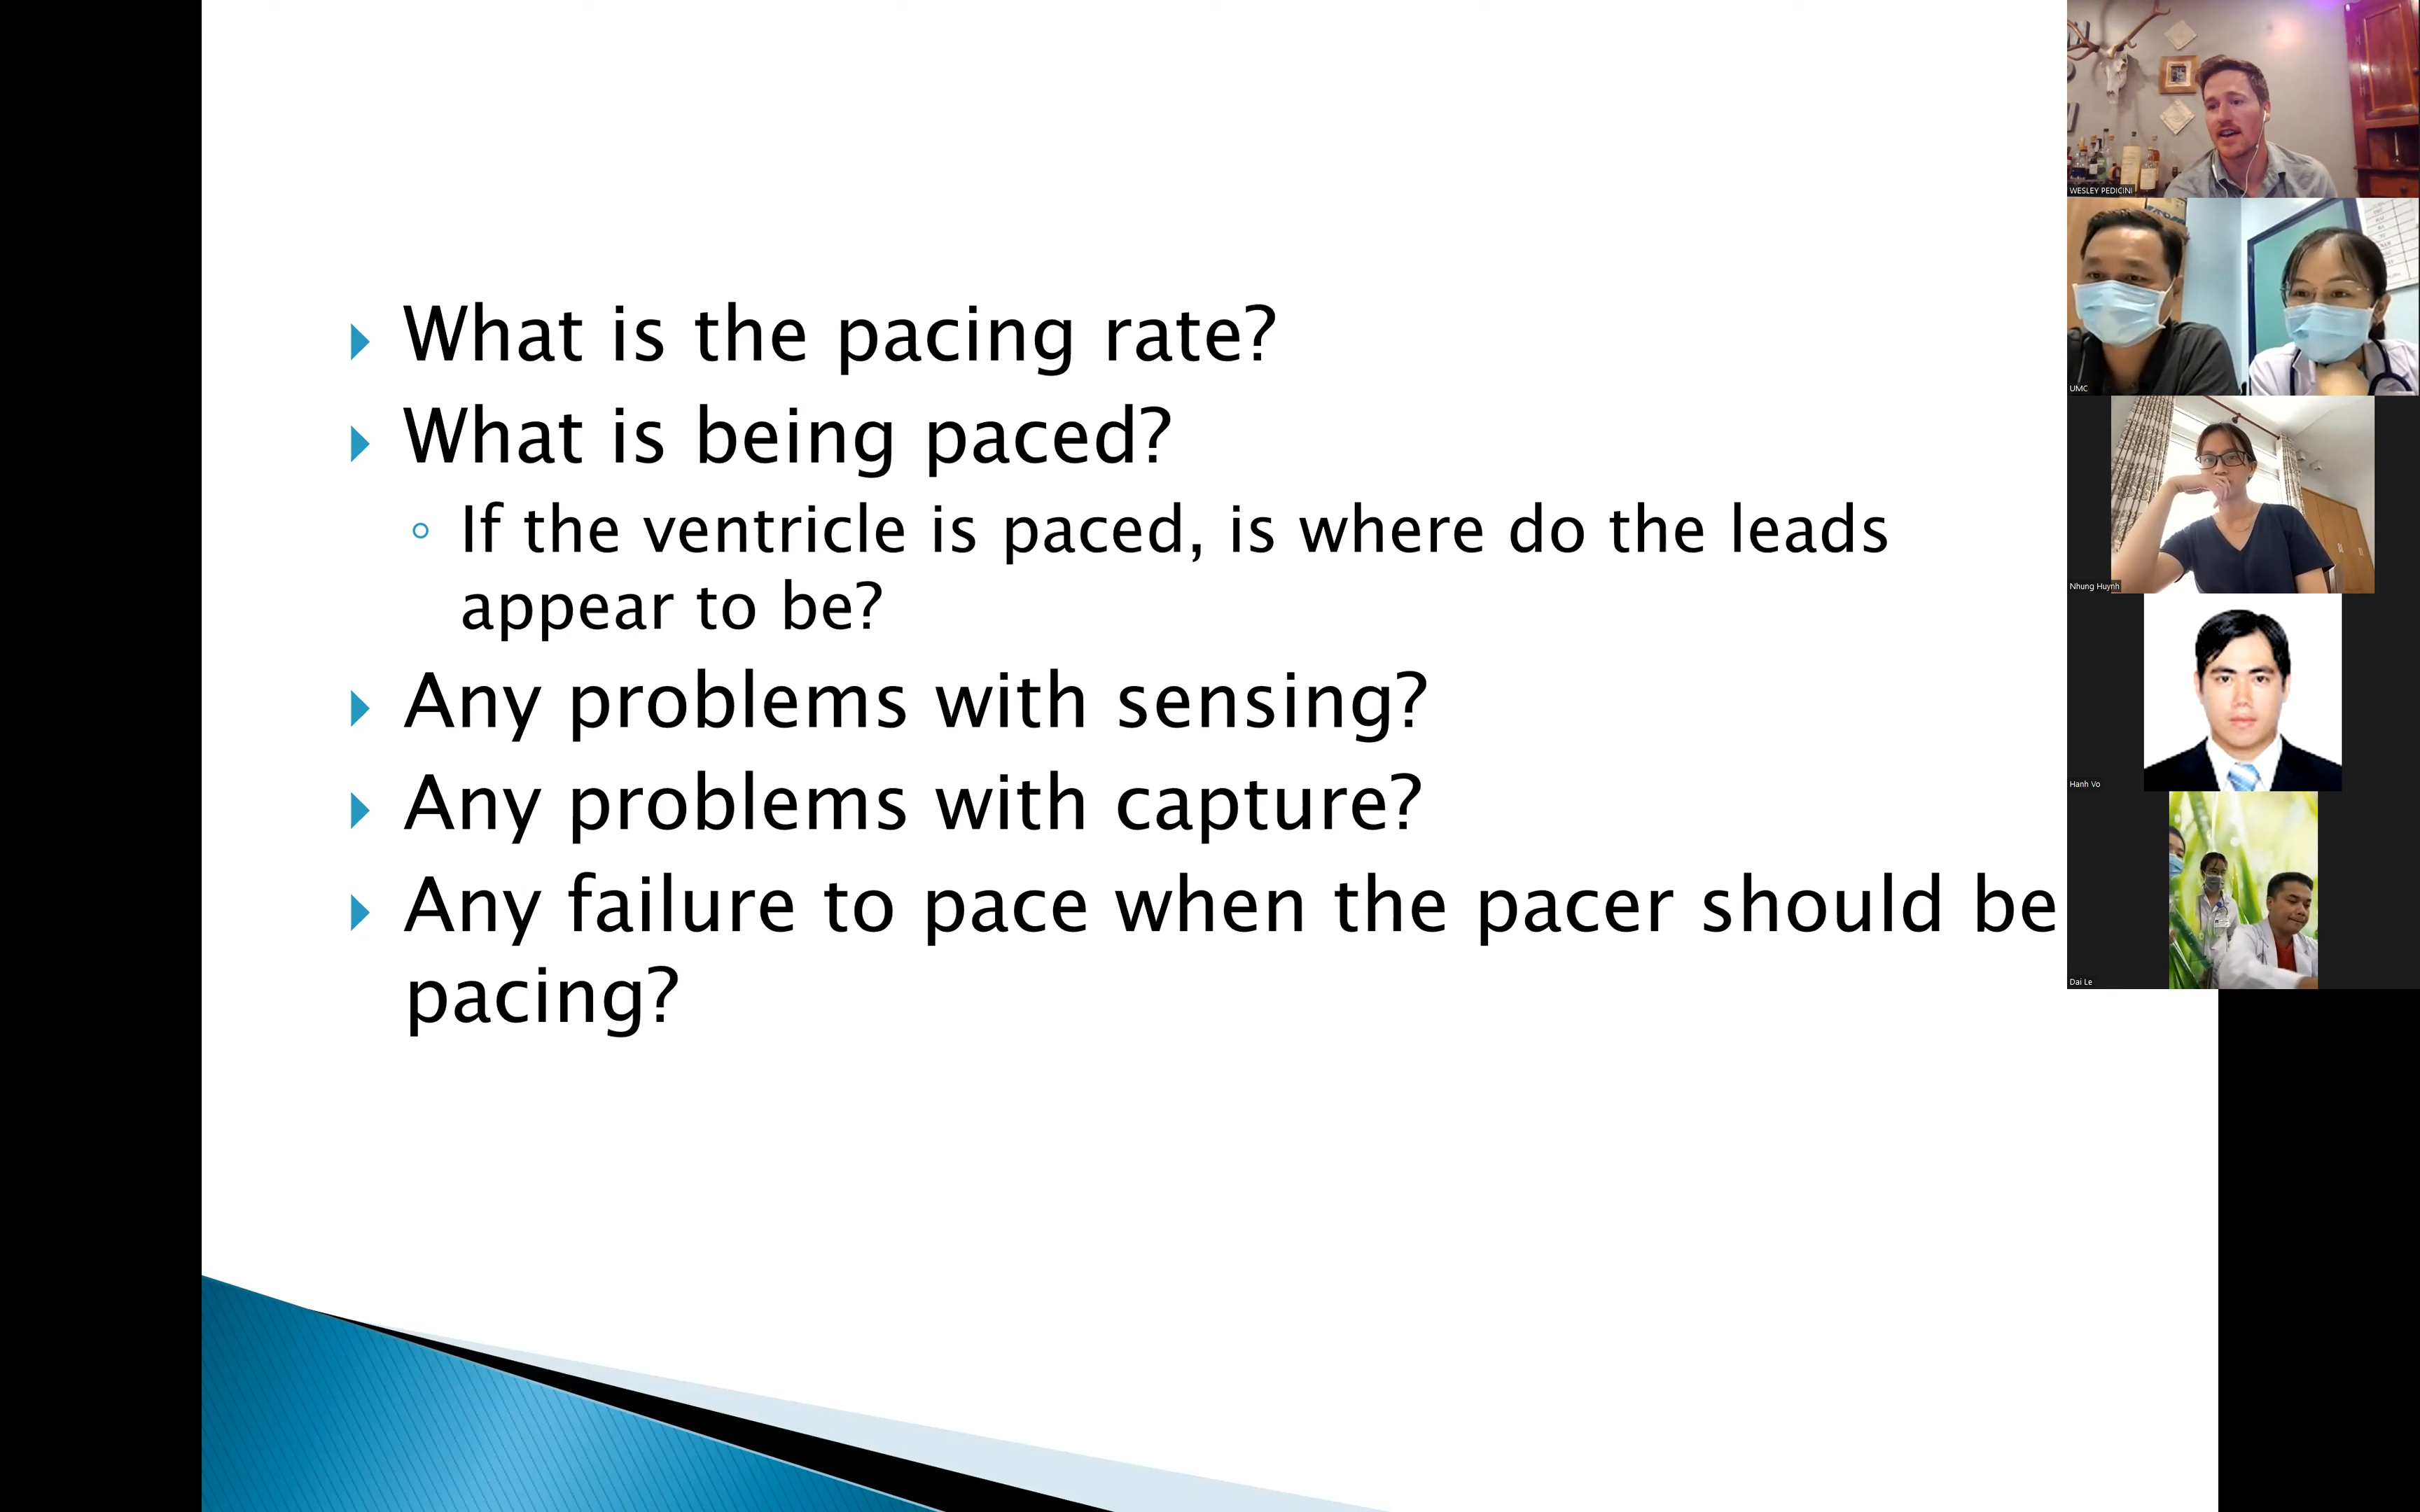 What is the pacing rate?
What is being paced?
If the ventricle is paced, is where do the leads
appear to be?
Any problems with sensing?
Any problems with capture?
Any failure to pace when the pacer should be
pacing?
WESLEY PEDICINI
UMC
Nhung Huynh
Hanh Vo
Dai Le